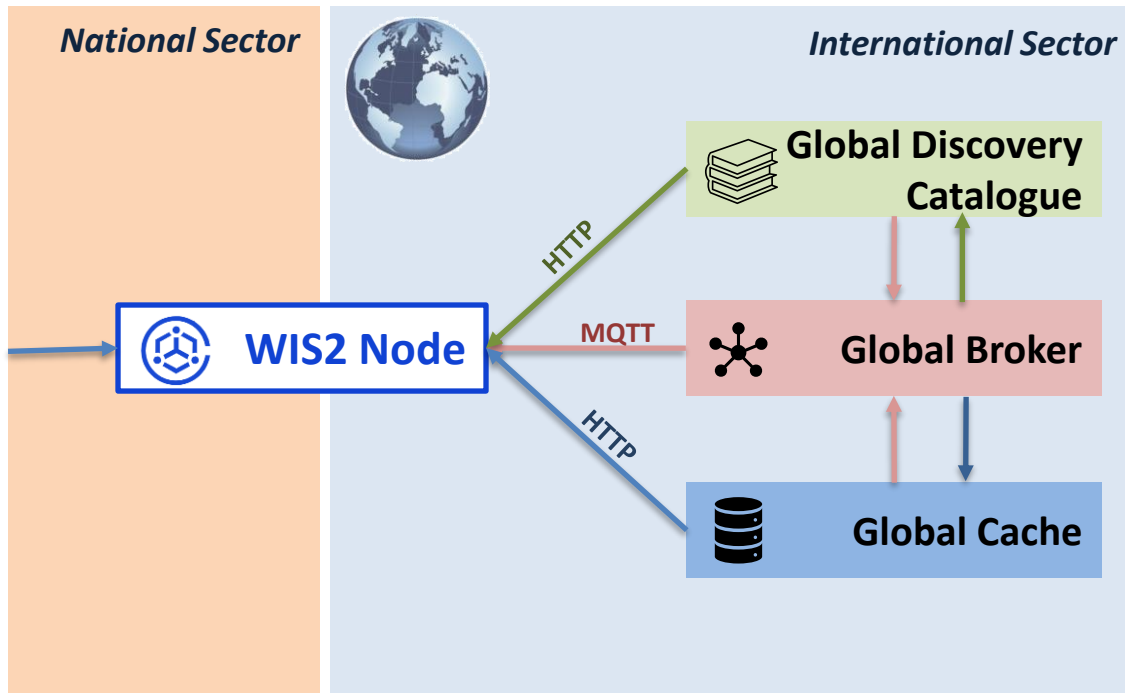 National Sector
International Sector
Global Discovery
Catalogue
HTTP
WIS2 Node
MQTT
Global Broker
HTTP
Global Cache